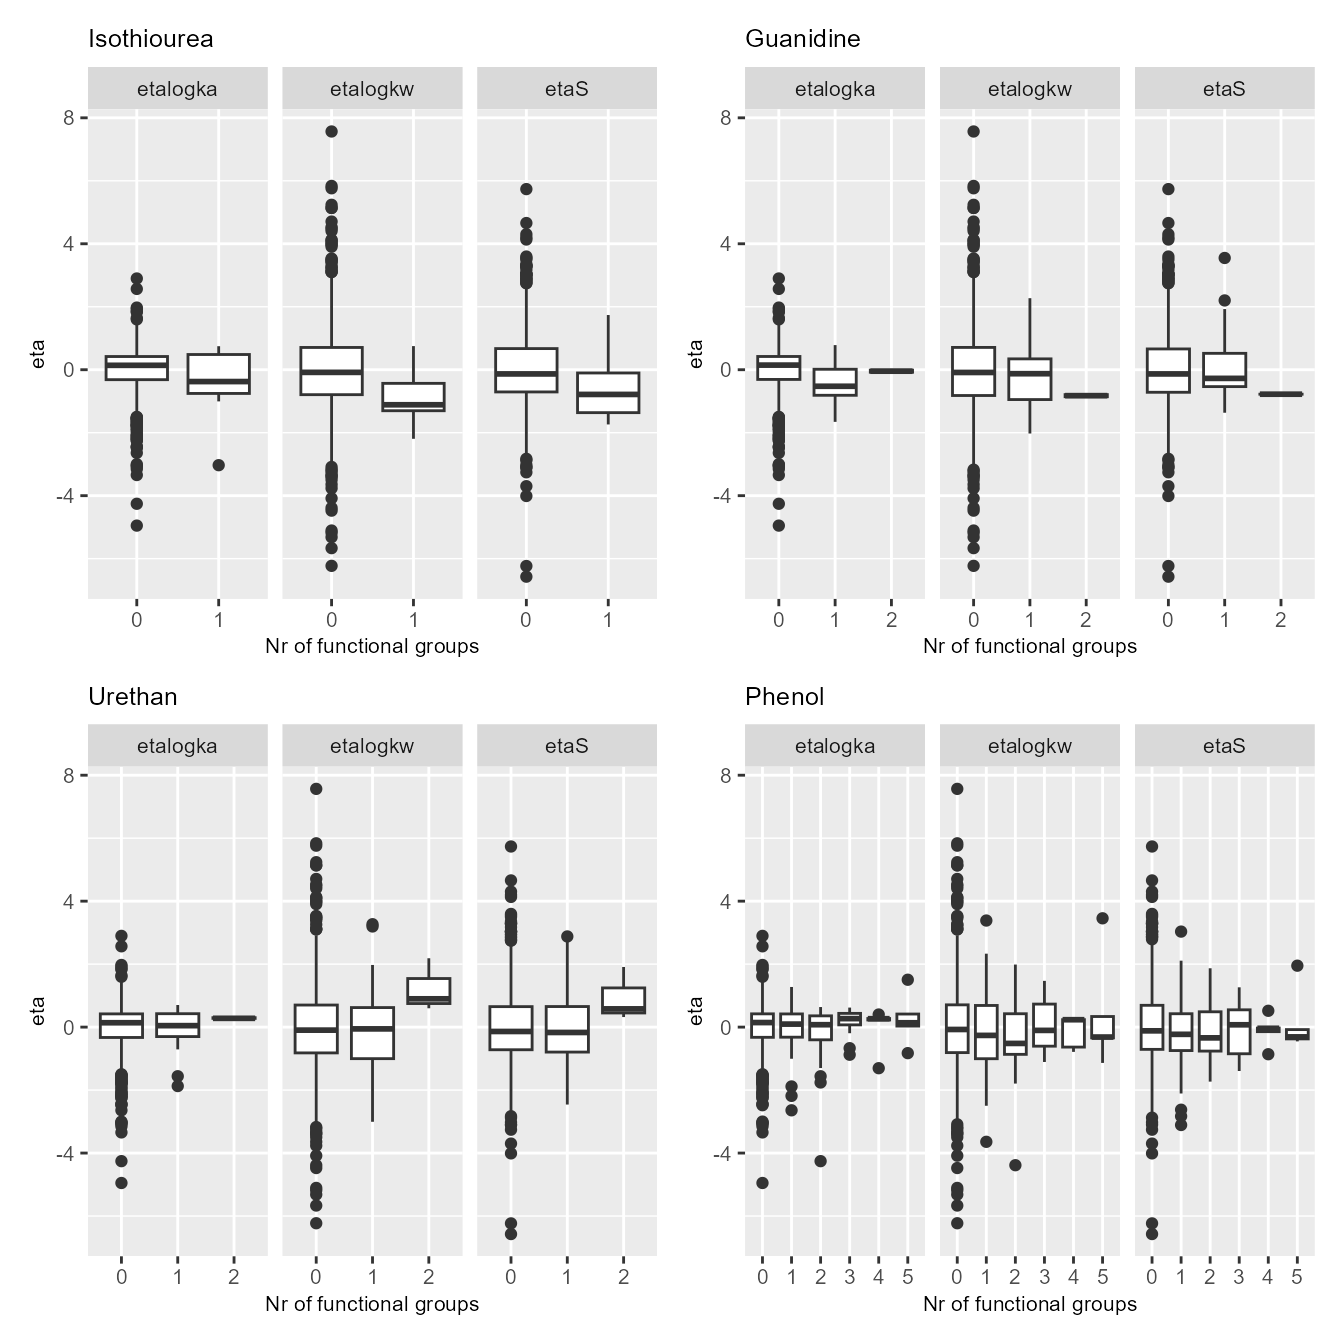 Isothiourea
etalogka etalogkw etaS
8
4
0
-4
eta
0 1 0 1 0 1
Nr of functional groups
Guanidine
etalogka etalogkw etaS
8
4
0
-4
eta
0 1 2 0 1 2 0 1 2
Nr of functional groups
Urethan
etalogka etalogkw etaS
8
4
0
-4
eta
0 1 2 0 1 2 0 1 2
Nr of functional groups
Phenol
etalogka etalogkw etaS
8
4
0
-4
eta
0 1 2 3 4 5 0 1 2 3 4 5 0 1 2 3 4 5
Nr of functional groups